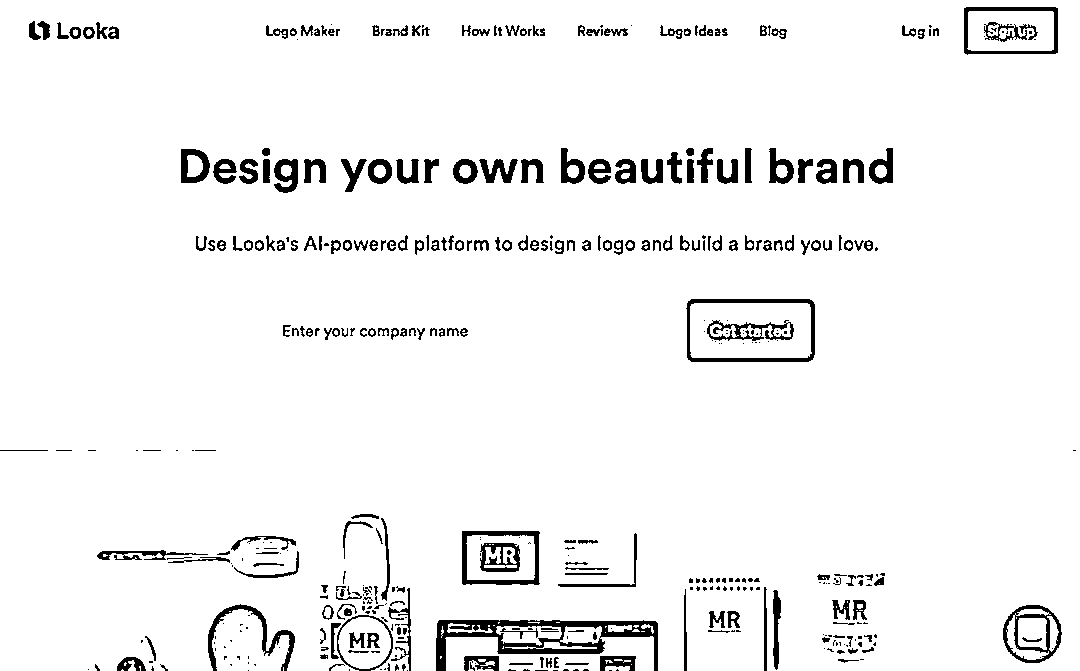 Looka
Logo Maker
Brand Kit
How It Works
Reviews
Logo Ideas
Blog
Log in
Sign up
Design your own beautiful brand
Use Looka's AI-powered platform to design a logo and build a brand you love.
Enter your company name
Get started
MR
MR
MR
MR
THE